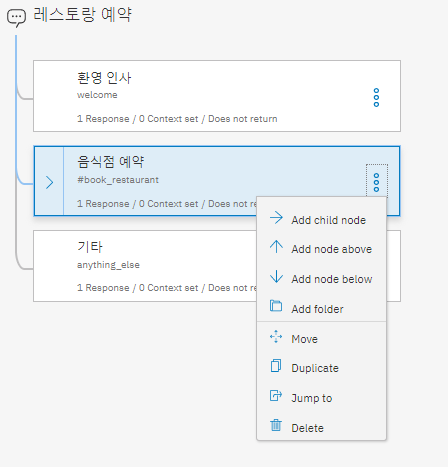 레스토랑 예약
환영 인사
welcome
1 Response / 0 Context set / Does not return
음식점 예약
#book_restaurant
1 Response / 0 Context set / Does not re
Add child node
Add node above
Add node below
Add folder
Move
Duplicate
Jump to
Delete
기타
anything_else
1 Response / 0 Context set / Does not re